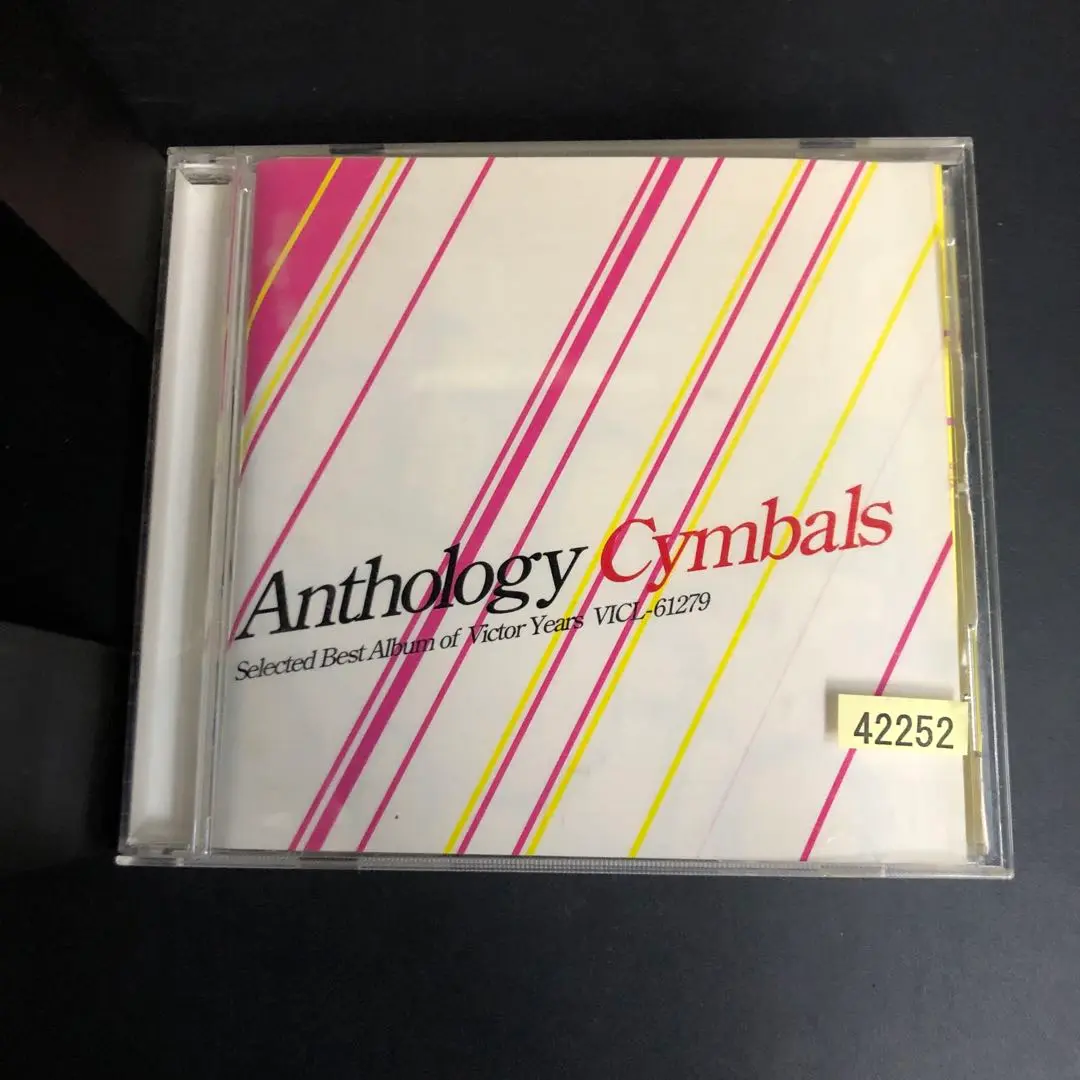 Anthology Cymbals
Selected Best Album of Victor Years VICL-61279
42252